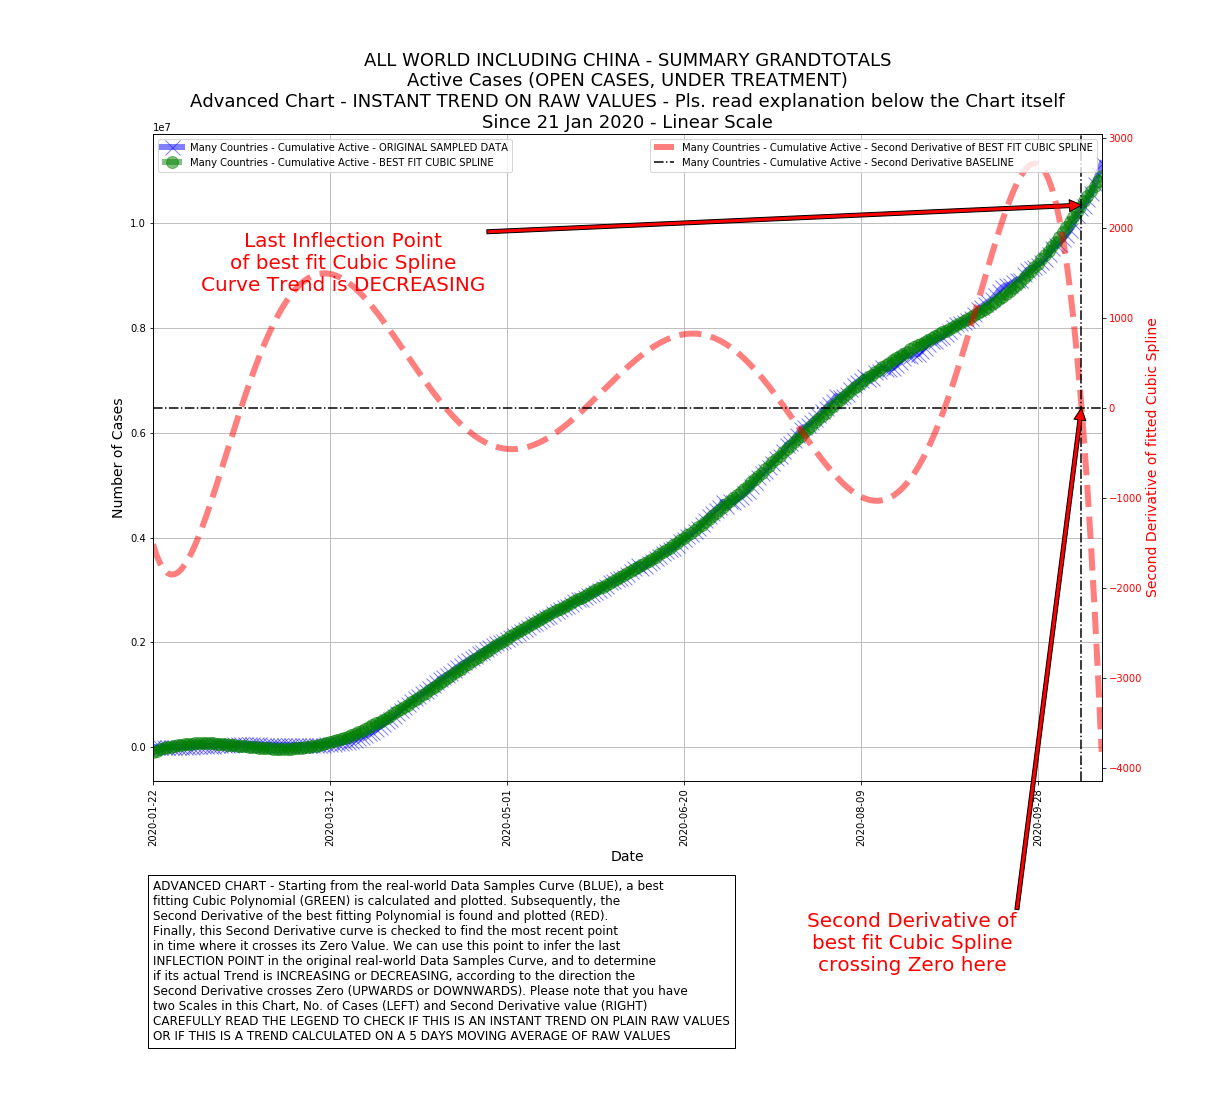 ALL WORLD INCLUDING CHINA - SUMMARY GRANDTOTALS
Active Cases (OPEN CASES, UNDER TREATMENT)
Advanced Chart - INSTANT TREND ON RAW VALUES - Pls. read explanation below the Chart itself
Since 21 Jan 2020 - Linear Scale
1e7
Many Countries - Cumulative Active - ORIGINAL SAMPLED DATA
Many Countries - Cumulative Active - BEST FIT CUBIC SPLINE
Many Countries - Cumulative Active - Second Derivative of BEST FIT CUBIC SPLINE
Many Countries - Cumulative Active - Second Derivative BASELINE
Last Inflection Point
of best fit Cubic Spline
Curve Trend is DECREASING
Number of Cases
1.0
0.8
0.6
0.4
0.2
0.0
3000
2000
1000
0
−1000
−2000
−3000
−4000
Second Derivative of fitted Cubic Spline
2020-01-22
2020-03-12
2020-05-01
2020-06-20
2020-08-09
2020-09-28
Date
ADVANCED CHART - Starting from the real-world Data Samples Curve (BLUE), a best
fitting Cubic Polynomial (GREEN) is calculated and plotted. Subsequently, the
Second Derivative of the best fitting Polynomial is found and plotted (RED).
Finally, this Second Derivative curve is checked to find the most recent point
in time where it crosses its Zero Value. We can use this point to infer the last
INFLECTION POINT in the original real-world Data Samples Curve, and to determine
if its actual Trend is INCREASING or DECREASING, according to the direction the
Second Derivative crosses Zero (UPWARDS or DOWNWARDS). Please note that you have
two Scales in this Chart, No. of Cases (LEFT) and Second Derivative value (RIGHT)
CAREFULLY READ THE LEGEND TO CHECK IF THIS IS AN INSTANT TREND ON PLAIN RAW VALUES
OR IF THIS IS A TREND CALCULATED ON A 5 DAYS MOVING AVERAGE OF RAW VALUES
Second Derivative of
best fit Cubic Spline
crossing Zero here